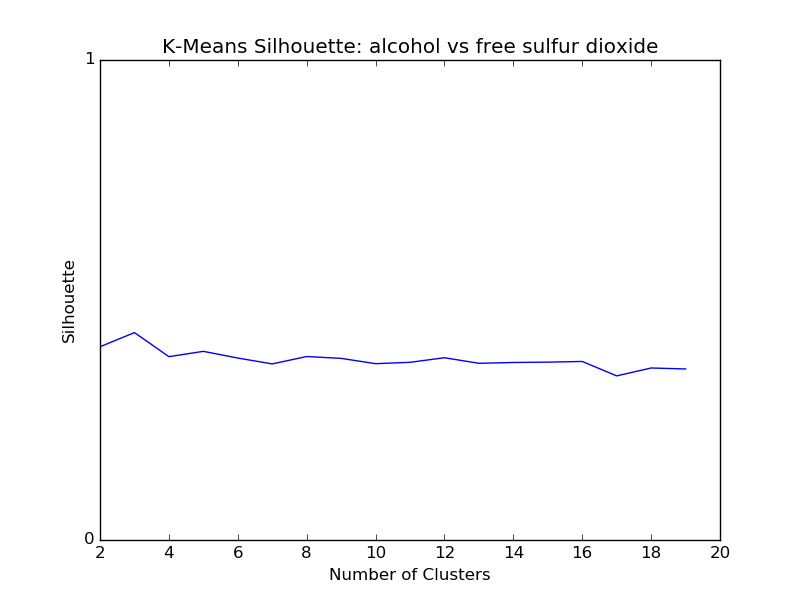 K-Means Silhouette: alcohol vs free sulfur dioxide
1
Silhouette
0
2 4 6 8 10 12 14 16 18 20
Number of Clusters